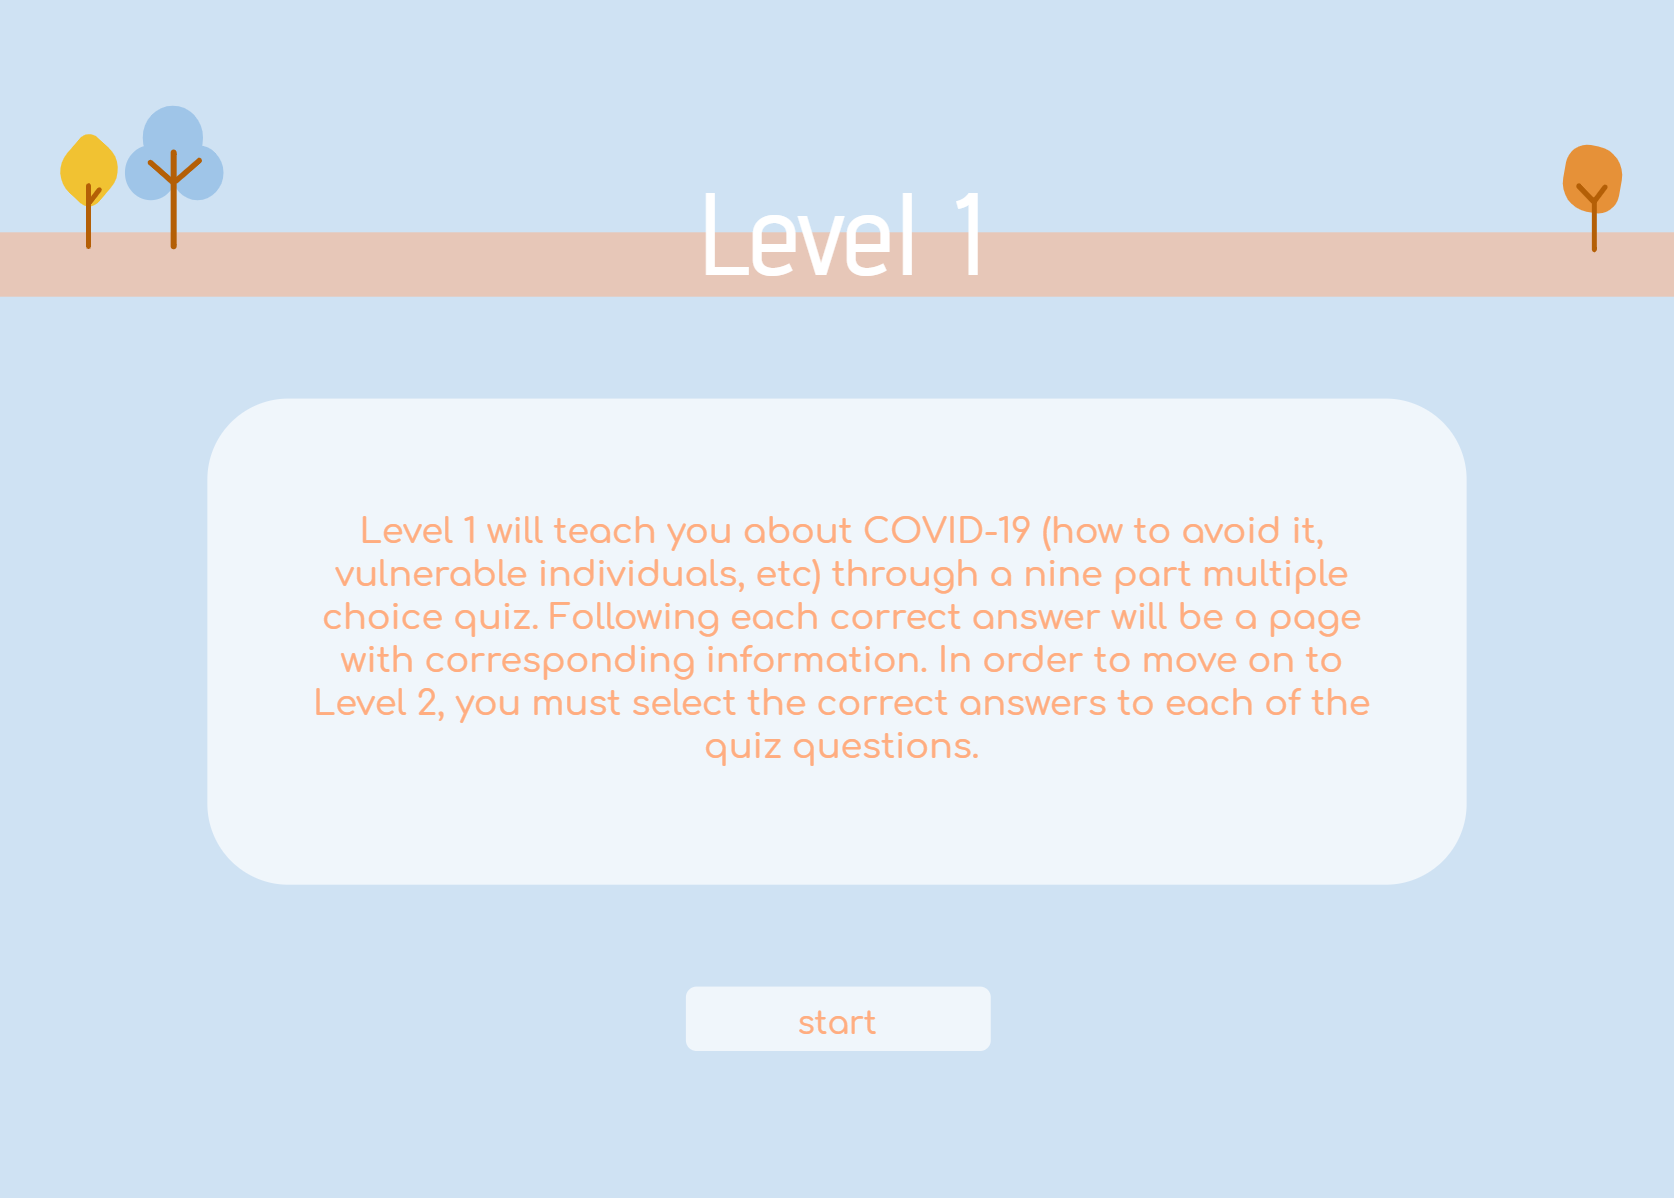 Level 1
Level 1 will teach you about COVID-19 (how to avoid it,
vulnerable individuals, etc) through a nine part multiple
choice quiz. Following each correct answer will be a page
with corresponding information. In order to move on to
Level 2, you must select the correct answers to each of the
quiz questions.
start